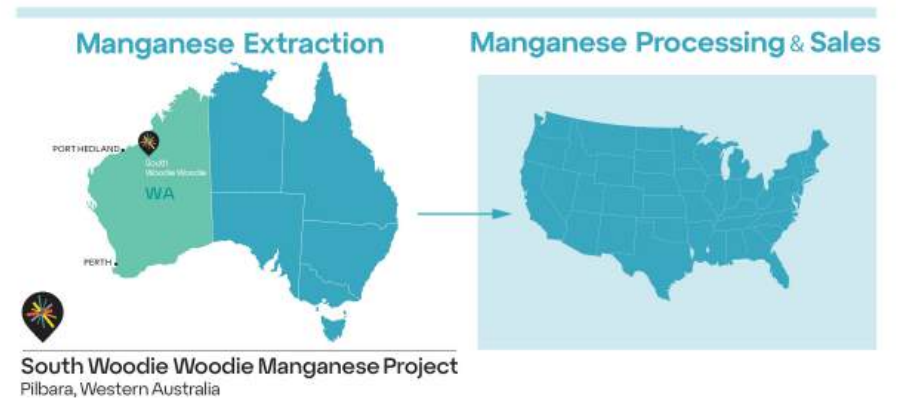 Manganese Extraction
Manganese Processing & Sales
PORT HEDLAND
South
Woodie Woodie
WA
PERTH
South Woodie Woodie Manganese Project
Pilbara, Western Australia